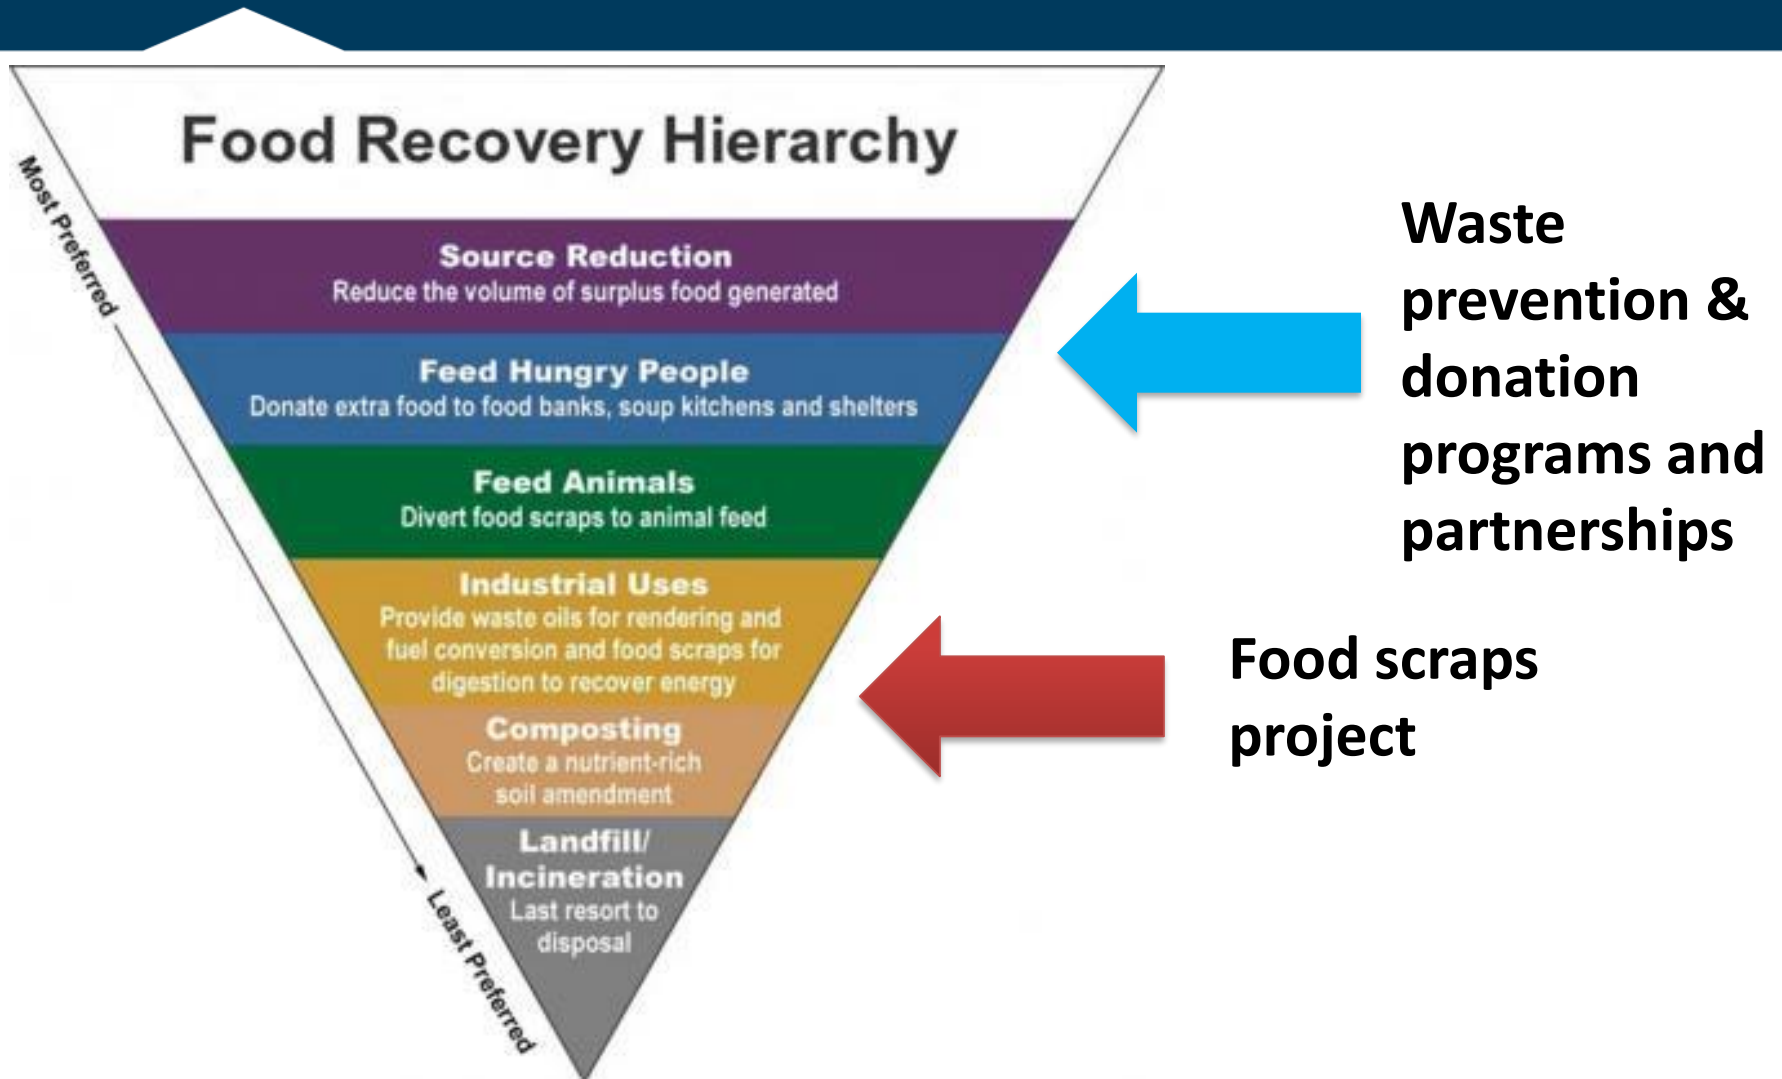 Food Recovery Hierarchy
Most Preferred
Source Reduction
Reduce the volume of surplus food generated
Feed Hungry People
Donate extra food to food banks, soup kitchens and shelters
Feed Animals
Divert food scraps to animal feed
Industrial Uses
Provide waste oils for rendering and
fuel conversion and food scraps for
digestion to recover energy
Composting
Create a nutrient-rich
soil amendment
Landfill/
Incineration
Last resort to
disposal
Least Preferred
Waste
prevention &
donation
programs and
partnerships
Food scraps
project